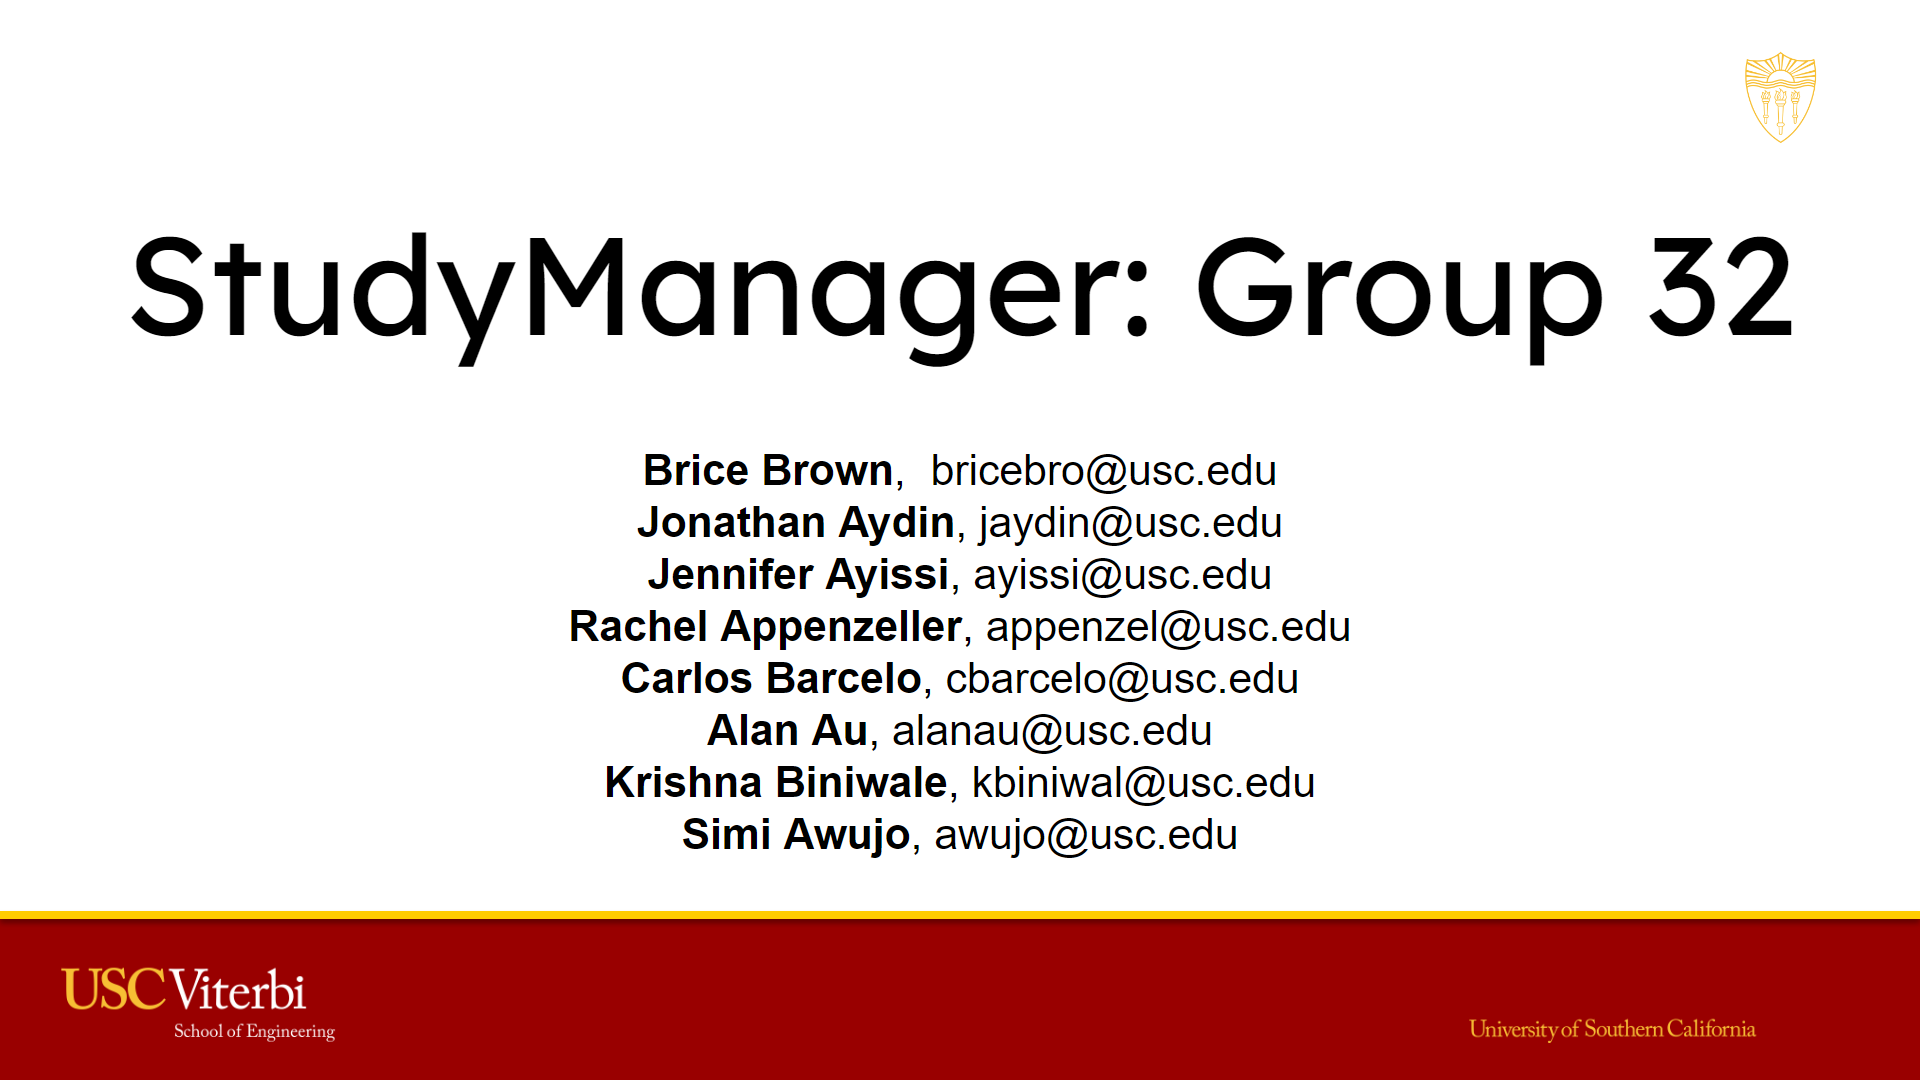 StudyManager: Group 32
Brice Brown,  bricebro@usc.edu
Jonathan Aydin, jaydin@usc.edu
Jennifer Ayissi, ayissi@usc.edu
Rachel Appenzeller, appenzel@usc.edu
Carlos Barcelo, cbarcelo@usc.edu
Alan Au, alanau@usc.edu
Krishna Biniwale, kbiniwal@usc.edu
Simi Awujo, awujo@usc.edu
USC Viterbi
School of Engineering
University of Southern California